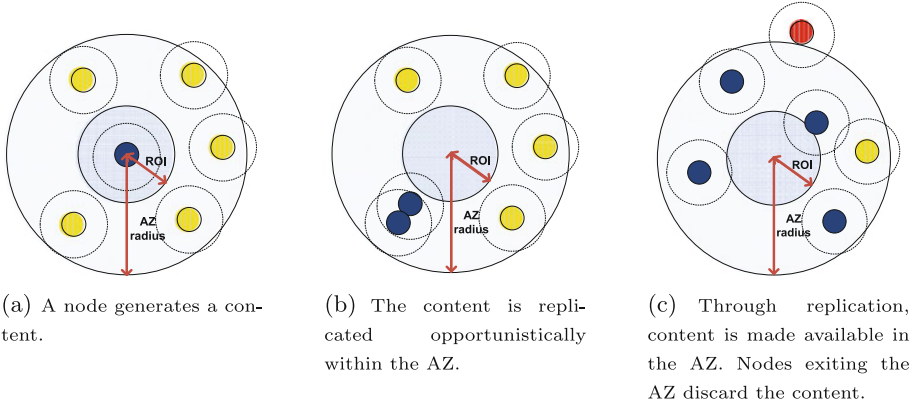 ROI
AZ
radius
ROI
AZ
radius
ROI
AZ
radius
(a) A node generates a con-
tent.
(b) The content is repli-
cated opportunistically
within the AZ.
(c) Through replication,
content is made available in
the AZ. Nodes exiting the
AZ discard the content.